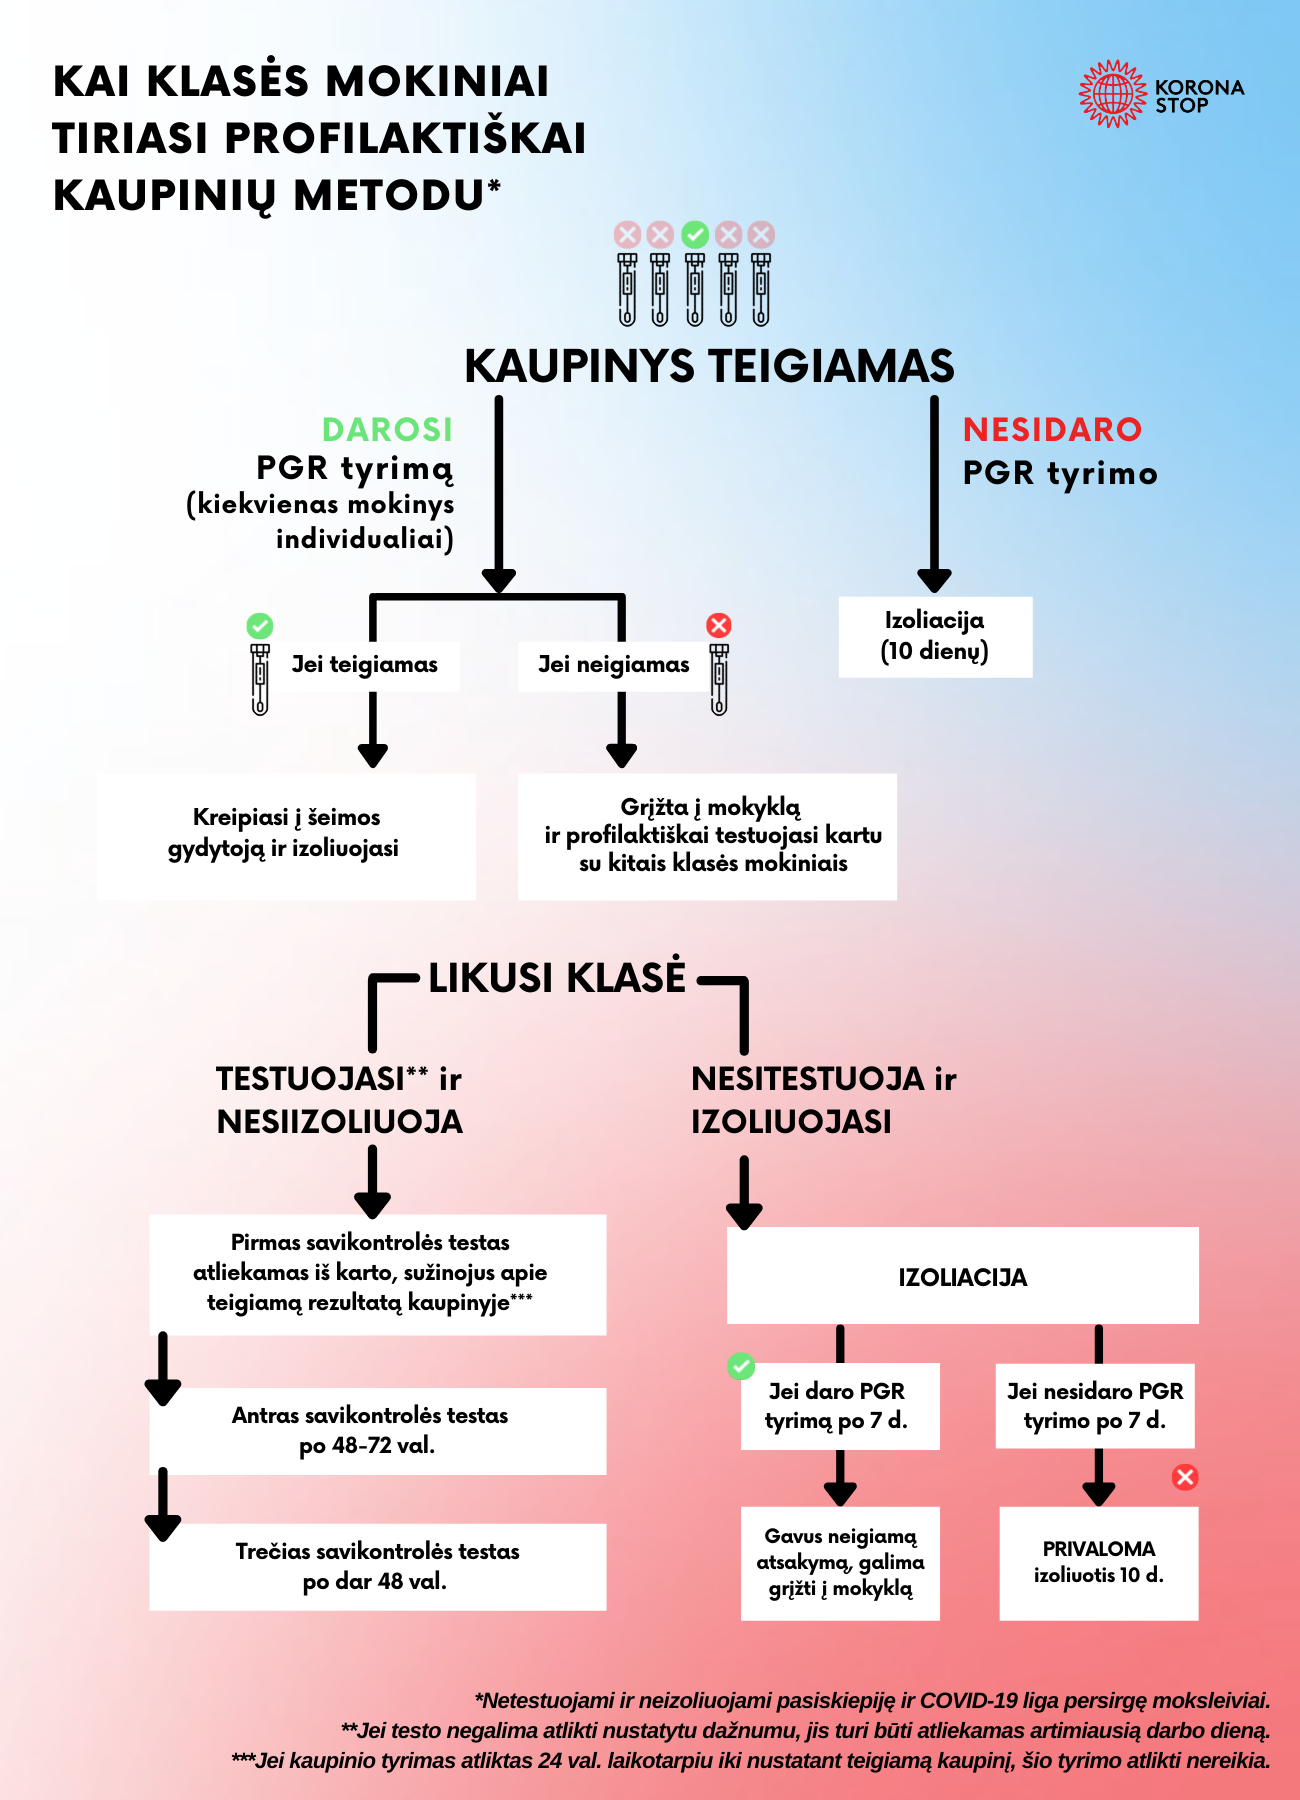 KAI KLASĖS MOKINIAI
TIRIASI PROFILAKTIŠKAI
KAUPINIŲ METODU*
KORONA
STOP
KAUPINYS TEIGIAMAS
DAROSI
PGR tyrimą
(kiekvienas mokinys
individualiai)
NESIDARO
PGR tyrimo
Izoliacija
(10 dienų)
Jei teigiamas
Jei neigiamas
Kreipiasi į šeimos
gydytoją ir izoliuojasi
Grįžta į mokyklą
ir profilaktiškai testuojasi kartu
su kitais klasės mokiniais
LIKUSI KLASĖ
TESTUOJASI** ir
NESIIZOLIUOJA
NESITESTUOJA ir
IZOLIUOJASI
Pirmas savikontrolės testas
atliekamas iš karto, sužinojus apie
teigiamą rezultatą kaupinyje***
Antras savikontrolės testas
po 48-72 val.
Trečias savikontrolės testas
po dar 48 val.
IZOLIACIJA
Jei daro PGR
tyrimą po 7 d.
Jei nesidaro PGR
tyrimo po 7 d.
Gavus neigiamą
atsakymą, galima
grįžti į mokyklą
PRIVALOMA
izoliuotis 10 d.
*Netestuojami ir neizoliuojami pasiskiepiję ir COVID-19 liga persirgę moksleiviai.
**Jei testo negalima atlikti nustatytu dažnumu, jis turi būti atliekamas artimiausią darbo dieną.
***Jei kaupinio tyrimas atliktas 24 val. laikotarpiu iki nustatant teigiamą kaupinį, šio tyrimo atlikti nereikia.